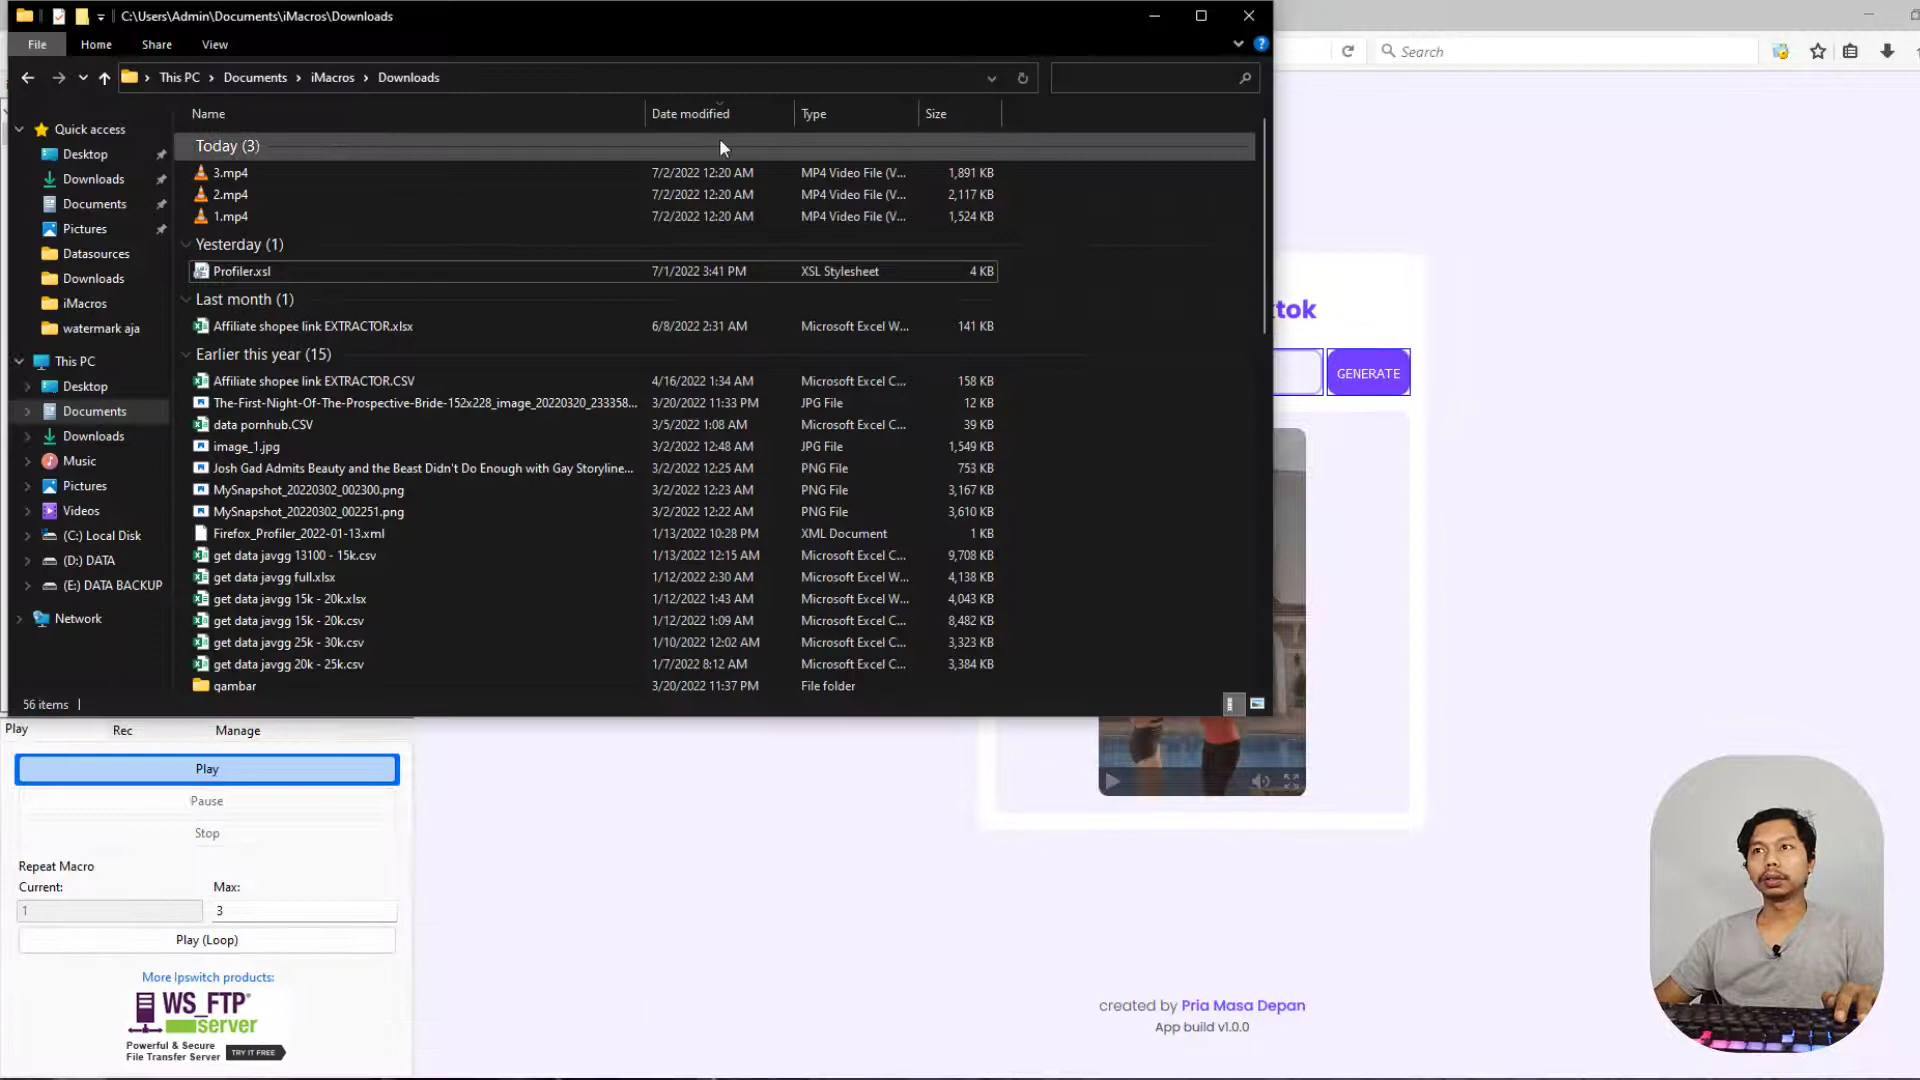 C:\Users\Admin\Documents\iMacros\Downloads
File Home Share View
This PC Documents iMacros Downloads
Search
Name Date modified Type Size
Quick access
Desktop
Downloads
Documents
Pictures
Datasources
Downloads
iMacros
watermark aja
This PC
Desktop
Documents
Downloads
Music
Pictures
Videos
(C:) Local Disk
(D:) DATA
(E:) DATA BACKUP
Network
Today (3)
3.mp4 7/2/2022 12:20 AM MP4 Video File (V... 1,891 KB
2.mp4 7/2/2022 12:20 AM MP4 Video File (V... 2,117 KB
1.mp4 7/2/2022 12:20 AM MP4 Video File (V... 1,524 KB
Yesterday (1)
Profiler.xsl 7/1/2022 3:41 PM XSL Stylesheet 4 KB
Last month (1)
Affiliate shopee link EXTRACTOR.xlsx 6/8/2022 2:31 AM Microsoft Excel W... 141 KB
Earlier this year (15)
Affiliate shopee link EXTRACTOR.CSV 4/16/2022 1:34 AM Microsoft Excel C... 158 KB
The-First-Night-Of-The-Prospective-Bride-152x228_image_20220320_233358... 3/20/2022 11:33 PM JPG File 12 KB
data pornhub.CSV 3/5/2022 1:08 AM Microsoft Excel C... 39 KB
image_1.jpg 3/2/2022 12:48 AM JPG File 1,549 KB
Josh Gad Admits Beauty and the Beast Didn't Do Enough with Gay Storyline... 3/2/2022 12:25 AM PNG File 753 KB
MySnapshot_20220302_002300.png 3/2/2022 12:23 AM PNG File 3,167 KB
MySnapshot_20220302_002251.png 3/2/2022 12:22 AM PNG File 3,610 KB
Firefox_Profiler_2022-01-13.xml 1/13/2022 10:28 PM XML Document 1 KB
get data javgg 13100 - 15k.csv 1/13/2022 12:15 AM Microsoft Excel C... 9,708 KB
get data javgg full.xlsx 1/12/2022 2:30 AM Microsoft Excel W... 4,138 KB
get data javgg 15k - 20k.xlsx 1/12/2022 1:43 AM Microsoft Excel W... 4,043 KB
get data javgg 15k - 20k.csv 1/12/2022 1:09 AM Microsoft Excel C... 8,482 KB
get data javgg 25k - 30k.csv 1/10/2022 12:02 AM Microsoft Excel C... 3,323 KB
get data javgg 20k - 25k.csv 1/7/2022 8:12 AM Microsoft Excel C... 3,384 KB
gambar 3/20/2022 11:37 PM File folder
56 items
ktok
GENERATE
Play Rec Manage
Play
Pause
Stop
Repeat Macro
Current: Max:
1 3
Play (Loop)
More Ipswitch products:
WS_FTP®
server
Powerful & Secure
File Transfer Server TRY IT FREE
created by Pria Masa Depan
App build v1.0.0